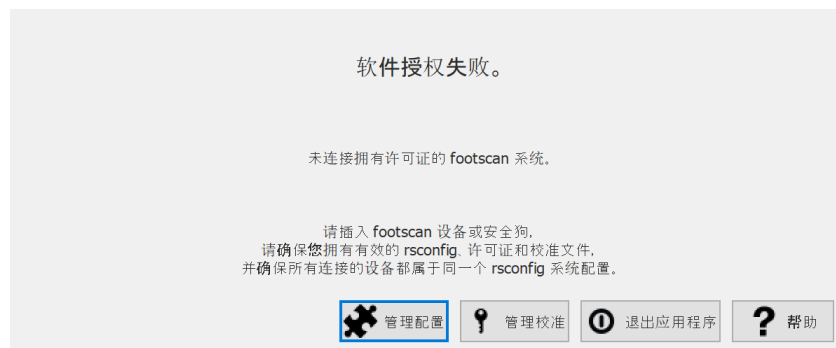 软件授权失败。
未连接拥有许可证的 footscan 系统。
请插入 footscan 设备或安全狗,
请确保您拥有有效的 rsconfig、许可证和校准文件,
并确保所有连接的设备都属于同一个 rsconfig 系统配置。
管理配置 管理校准 退出应用程序 帮助